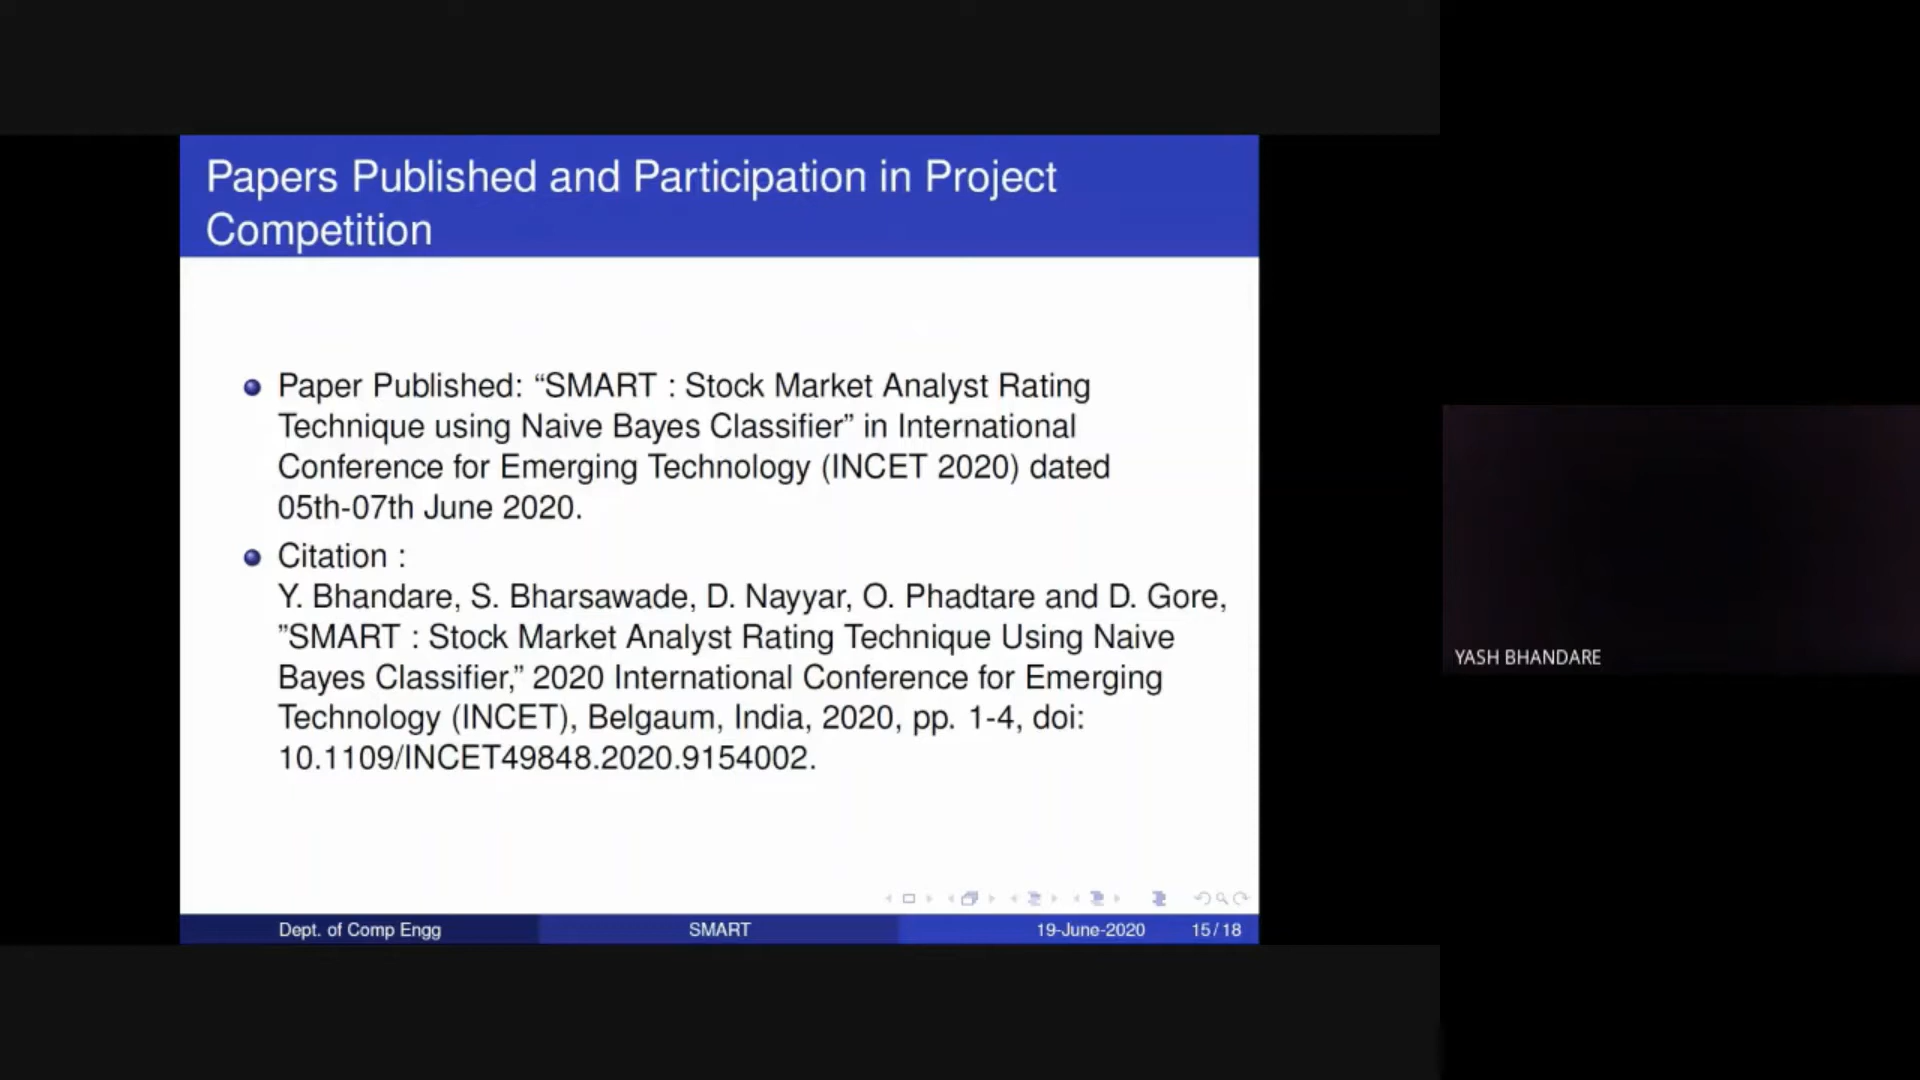 Papers Published and Participation in Project
Competition
Paper Published: “SMART : Stock Market Analyst Rating
Technique using Naive Bayes Classifier” in International
Conference for Emerging Technology (INCET 2020) dated
05th-07th June 2020.
Citation :
Y. Bhandare, S. Bharsawade, D. Nayyar, O. Phadtare and D. Gore,
”SMART : Stock Market Analyst Rating Technique Using Naive
Bayes Classifier,” 2020 International Conference for Emerging
Technology (INCET), Belgaum, India, 2020, pp. 1-4, doi:
10.1109/INCET49848.2020.9154002.
Dept. of Comp Engg SMART 19-June-2020 15/18
YASH BHANDARE